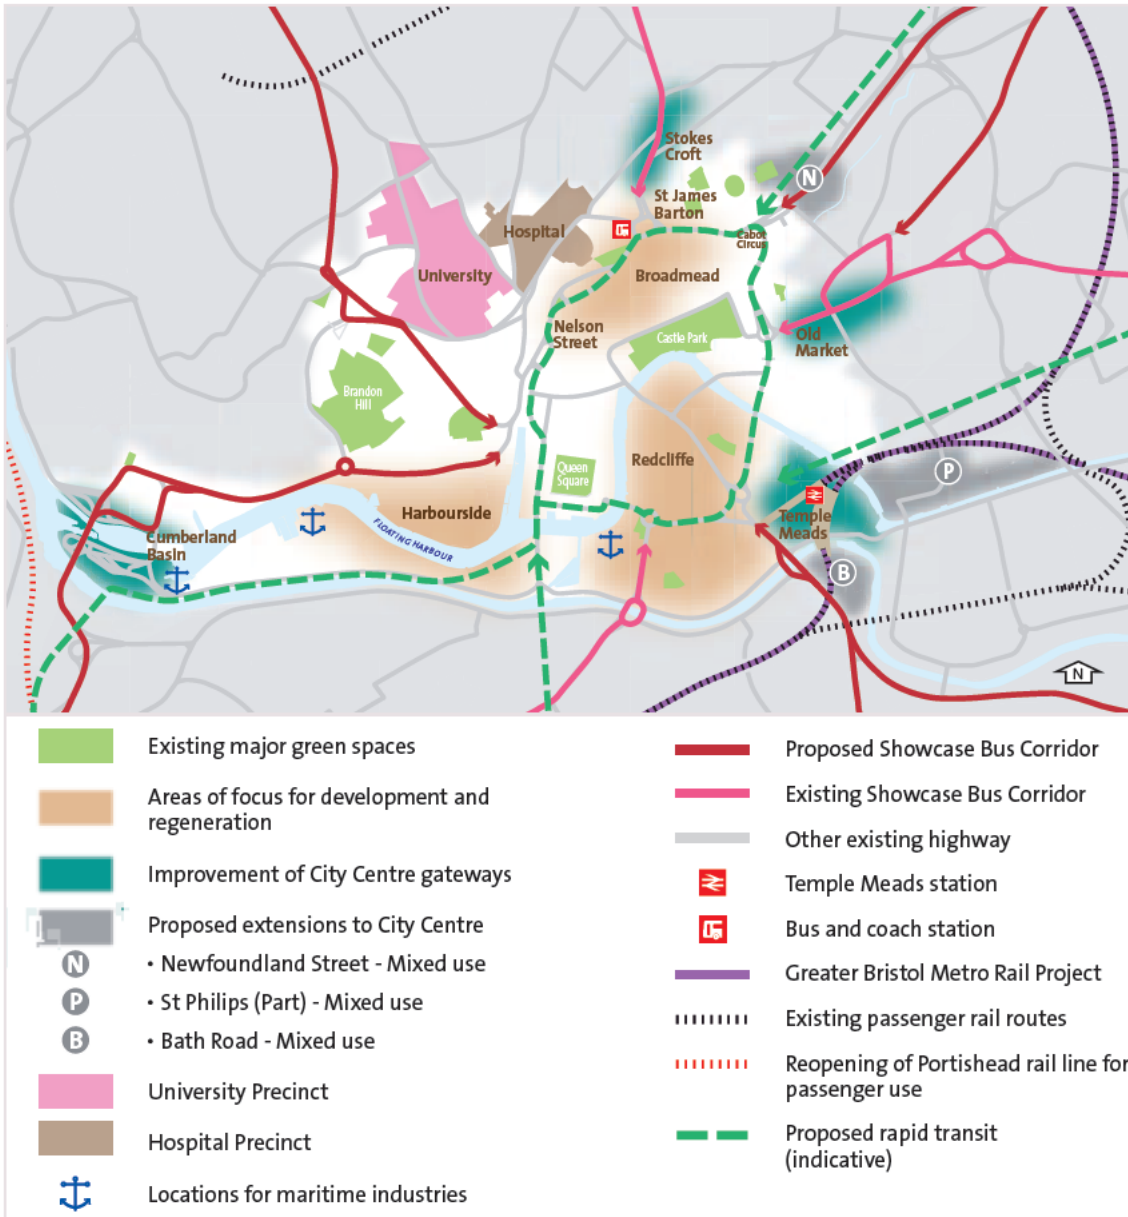 Stokes
Croft
N
St James
Barton
Hospital
Cabot
Circus
University
Broadmead
Nelson
Street
Castle Park
Old
Market
Brandon
Hill
Redcliffe
Queen
Square
P
Harbourside
Temple
Meads
FLOATING HARBOUR
Cumberland
Basin
B
N
Existing major green spaces
Areas of focus for development and
regeneration
Improvement of City Centre gateways
Proposed extensions to City Centre
N • Newfoundland Street - Mixed use
P • St Philips (Part) - Mixed use
B • Bath Road - Mixed use
University Precinct
Hospital Precinct
Locations for maritime industries
Proposed Showcase Bus Corridor
Existing Showcase Bus Corridor
Other existing highway
Temple Meads station
Bus and coach station
Greater Bristol Metro Rail Project
Existing passenger rail routes
Reopening of Portishead rail line for
passenger use
Proposed rapid transit
(indicative)